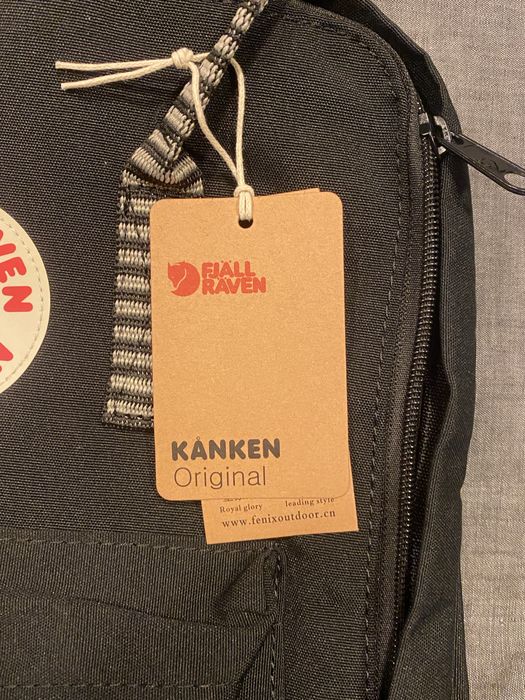 FJÄLL
RÄVEN
KÅNKEN
Original
Royal glory leading style
www.fenixoutdoor.cn